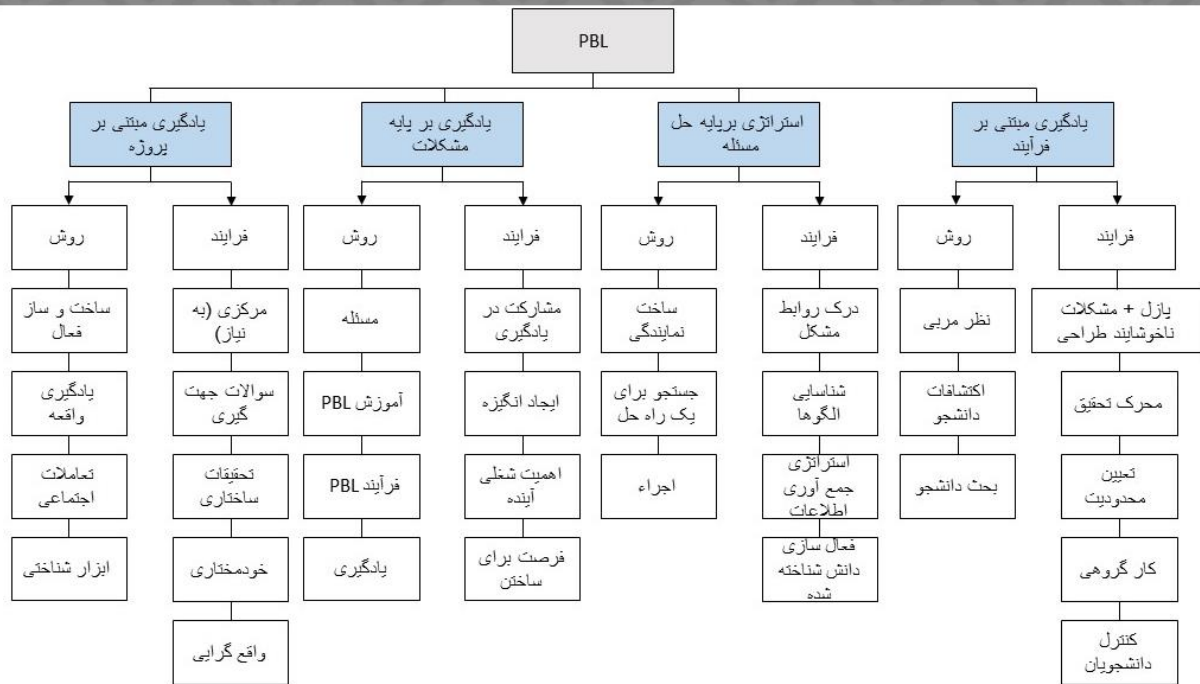 PBL
یادگیری مبتنی بر
فرآیند
استراتژی برپایه حل
مسئله
یادگیری بر پایه
مشکلات
یادگیری مبتنی بر
پروژه
فرایند
روش
فرایند
روش
فرایند
روش
فرایند
روش
پازل + مشکلات
ناخوشایند طراحی
نظر مربی
درک روابط
مشکل
ساخت
نمایندگی
مشارکت در
یادگیری
مسئله
مرکزی (به
نیاز)
ساخت و ساز
فعال
محرک تحقیق
اکتشافات
دانشجو
شناسایی
الگوها
جستجو برای
یک راه حل
ایجاد انگیزه
آموزش PBL
سوالات جهت
گیری
یادگیری
واقعه
تعیین
محدودیت
بحث دانشجو
استراتژی
جمع آوری
اطلاعات
اجراء
اهمیت شغلی
آینده
فرآیند PBL
تحقیقات
ساختاری
تعاملات
اجتماعی
کار گروهی
فعال سازی
دانش شناخته
شده
فرصت برای
ساختن
یادگیری
خودمختاری
ابزار شناختی
کنترل
دانشجویان
واقع گرایی